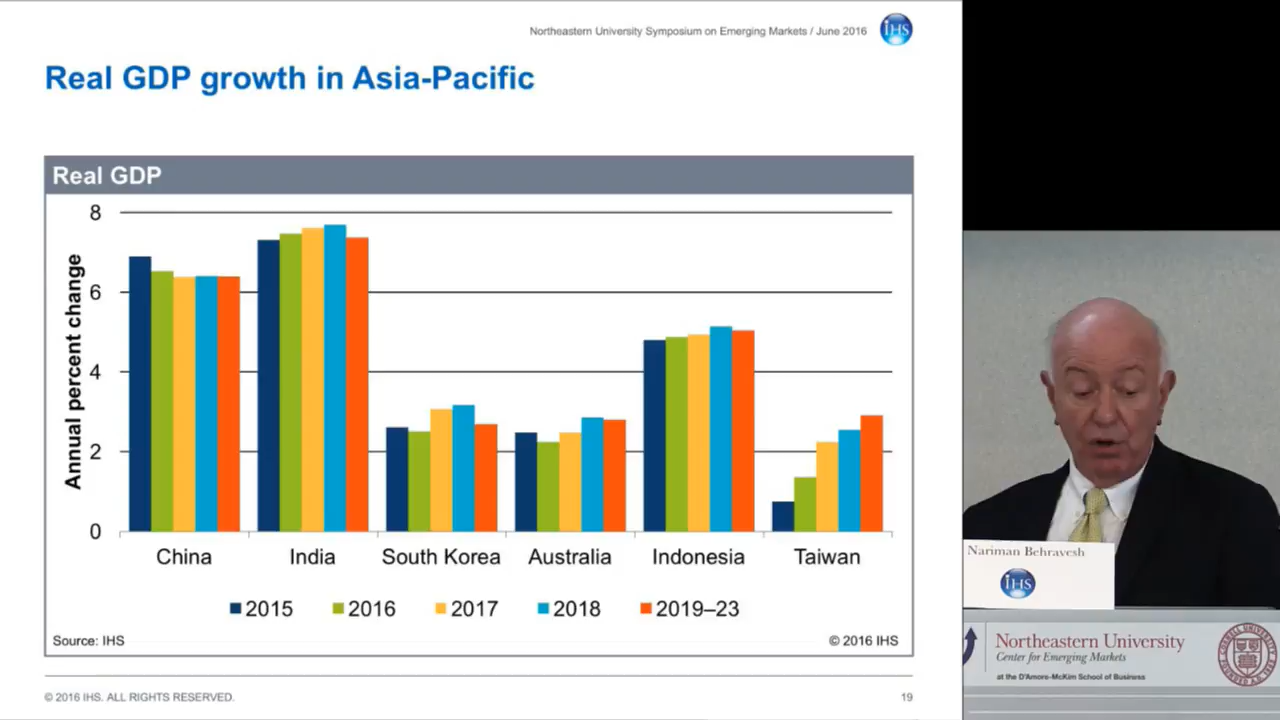 Northeastern University Symposium on Emerging Markets / June 2016
IHS
Real GDP growth in Asia-Pacific
Real GDP
Annual percent change
8
6
4
2
0
China India South Korea Australia Indonesia Taiwan
2015 2016 2017 2018 2019–23
Source: IHS © 2016 IHS
© 2016 IHS. ALL RIGHTS RESERVED. 19
Nariman Behravesh
IHS
Northeastern University
Center for Emerging Markets
at the D'Amore-McKim School of Business